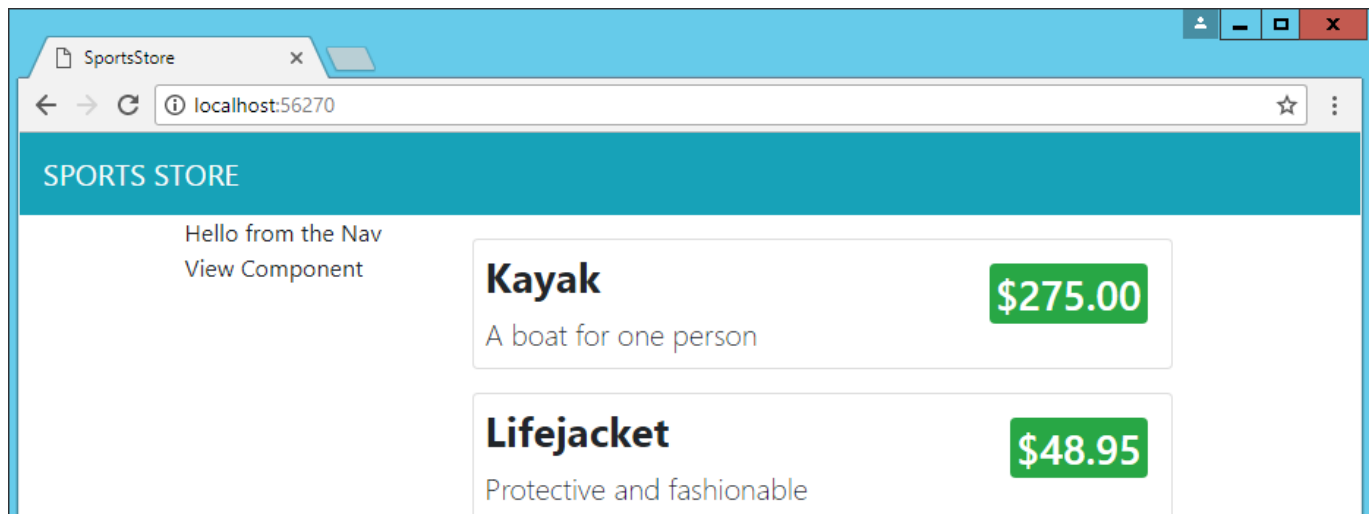 SportsStore
localhost:56270
SPORTS STORE
Hello from the Nav
View Component
Kayak
$275.00
A boat for one person
Lifejacket
$48.95
Protective and fashionable